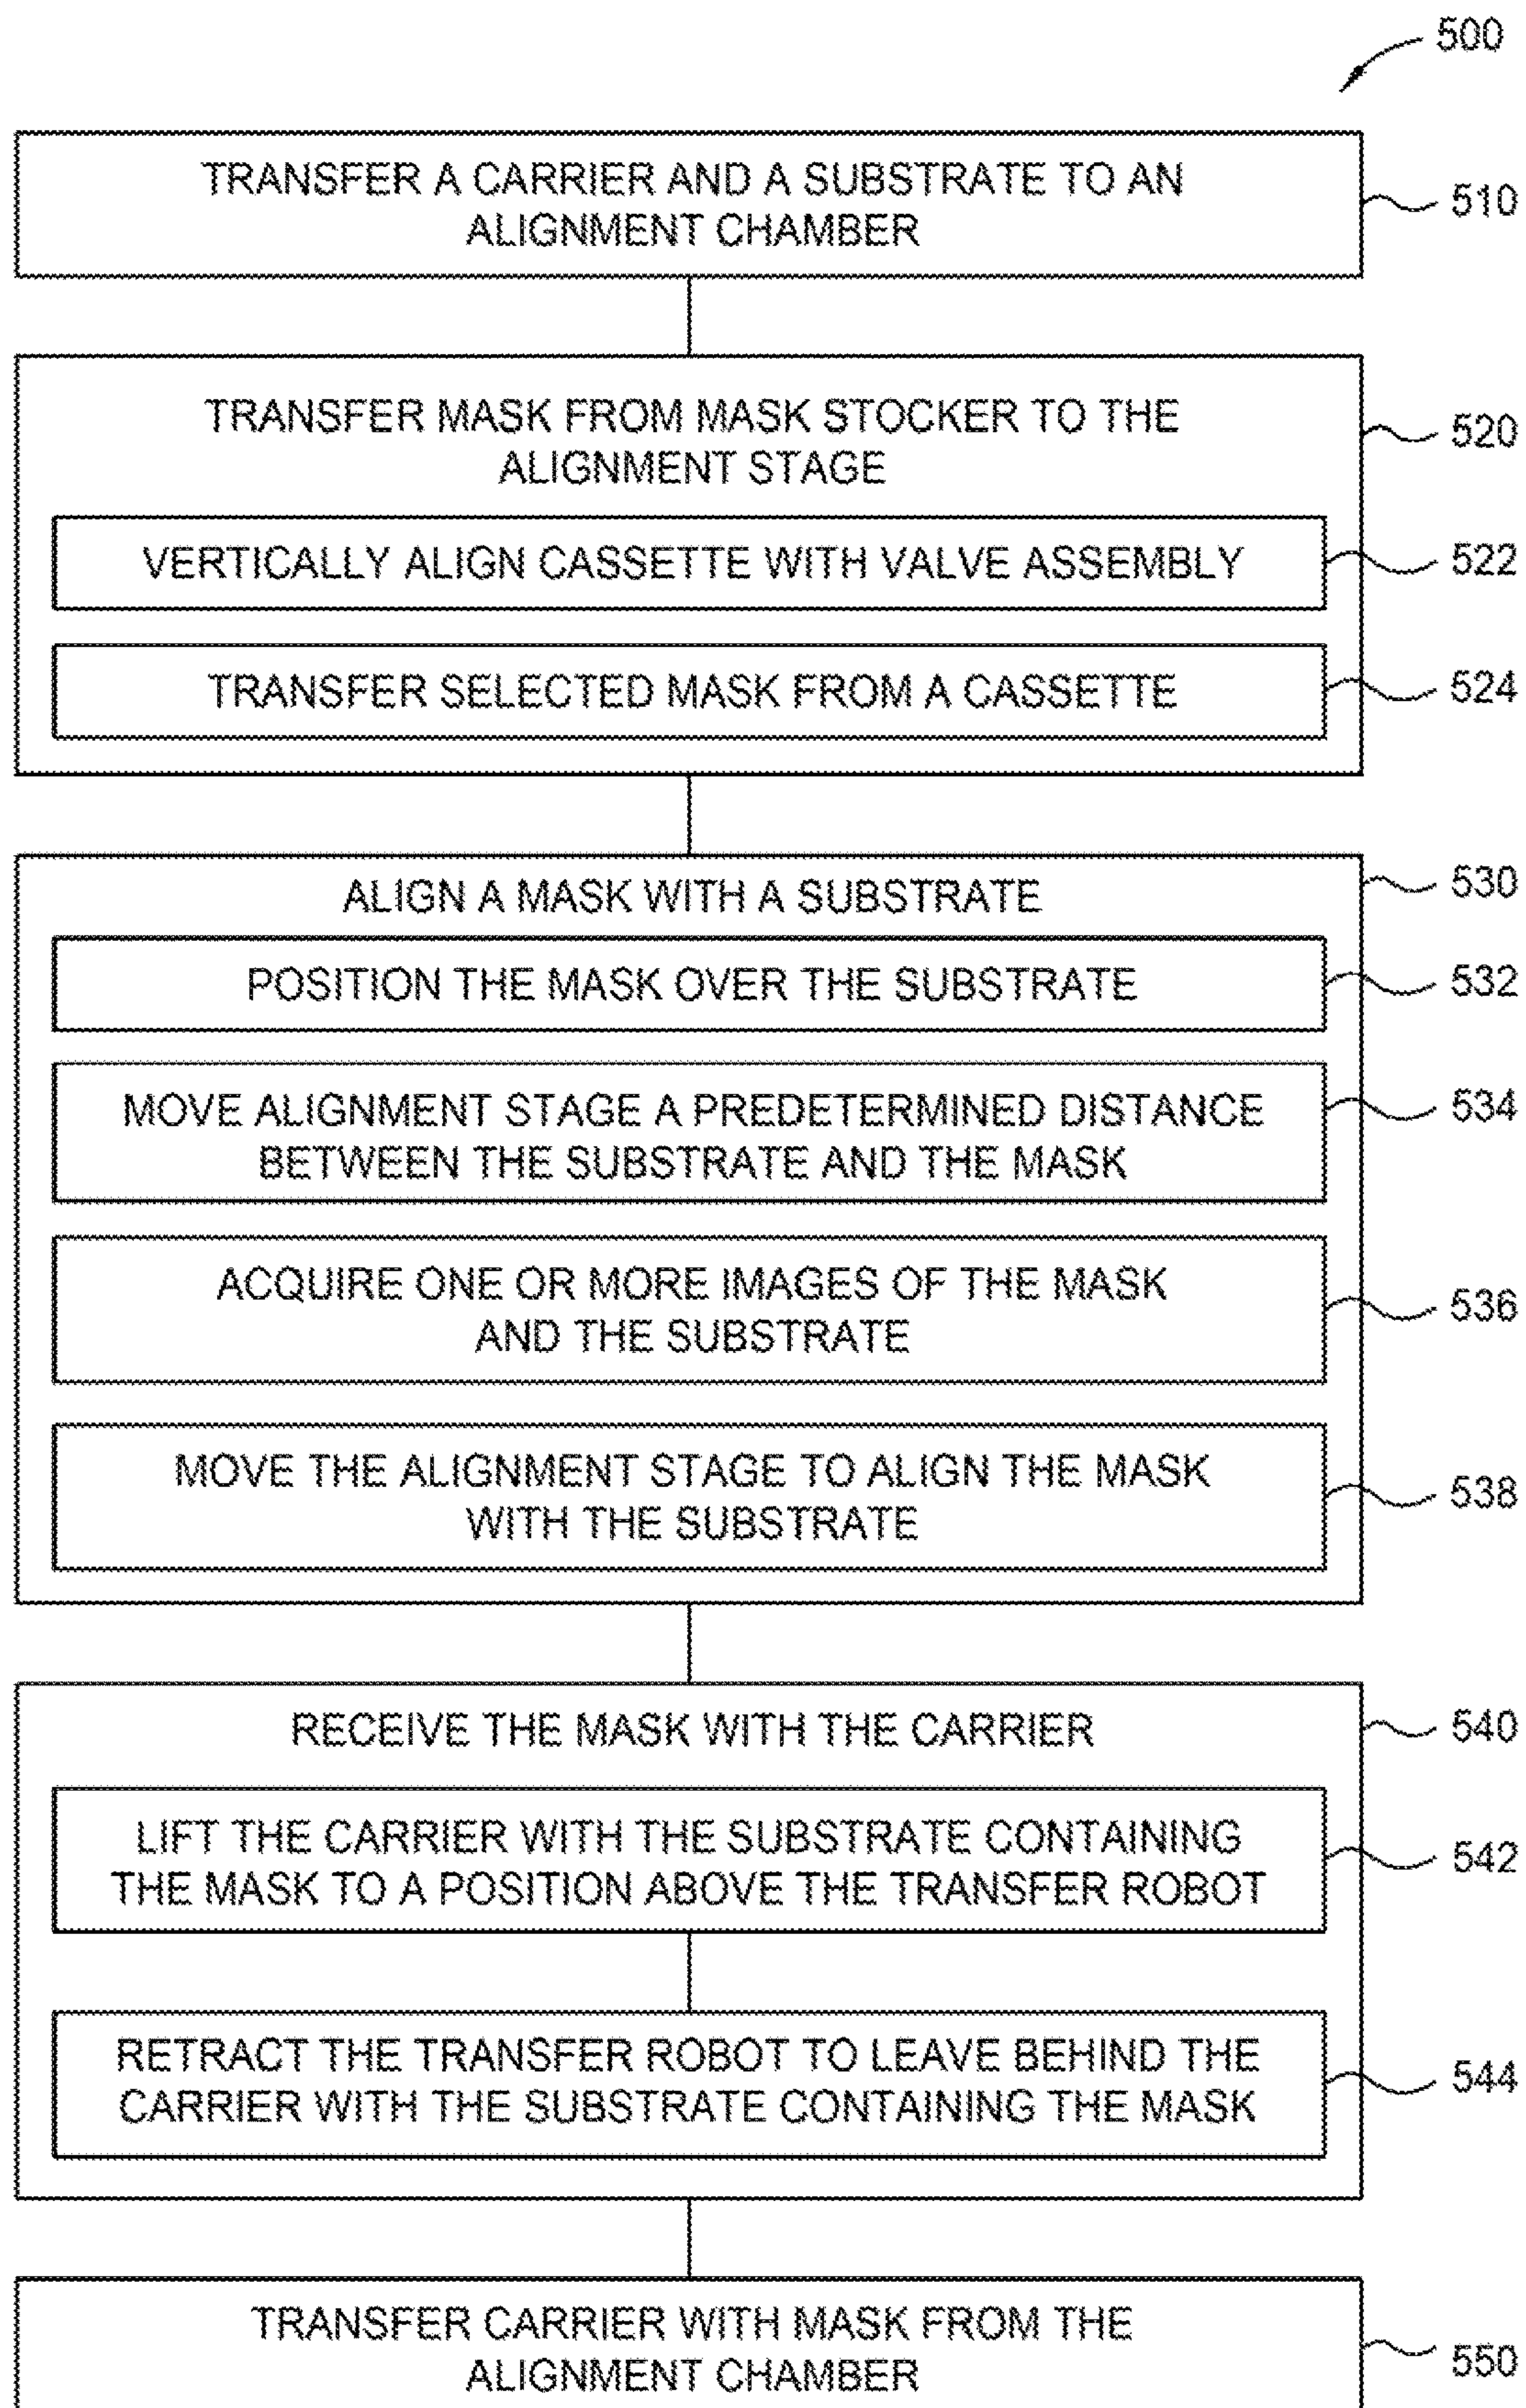 500
TRANSFER A CARRIER AND A SUBSTRATE TO AN
ALIGNMENT CHAMBER
510
TRANSFER MASK FROM MASK STOCKER TO THE
ALIGNMENT STAGE
520
VERTICALLY ALIGN CASSETTE WITH VALVE ASSEMBLY
522
TRANSFER SELECTED MASK FROM A CASSETTE
524
ALIGN A MASK WITH A SUBSTRATE
530
POSITION THE MASK OVER THE SUBSTRATE
532
MOVE ALIGNMENT STAGE A PREDETERMINED DISTANCE
BETWEEN THE SUBSTRATE AND THE MASK
534
ACQUIRE ONE OR MORE IMAGES OF THE MASK
AND THE SUBSTRATE
536
MOVE THE ALIGNMENT STAGE TO ALIGN THE MASK
WITH THE SUBSTRATE
538
RECEIVE THE MASK WITH THE CARRIER
540
LIFT THE CARRIER WITH THE SUBSTRATE CONTAINING
THE MASK TO A POSITION ABOVE THE TRANSFER ROBOT
542
RETRACT THE TRANSFER ROBOT TO LEAVE BEHIND THE
CARRIER WITH THE SUBSTRATE CONTAINING THE MASK
544
TRANSFER CARRIER WITH MASK FROM THE
ALIGNMENT CHAMBER
550